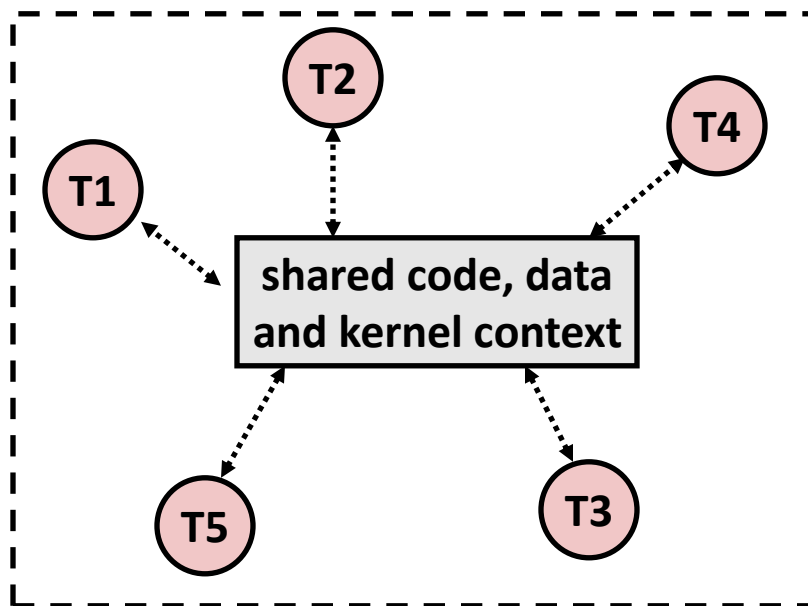 T2
T4
T1
shared code, data
and kernel context
T5
T3